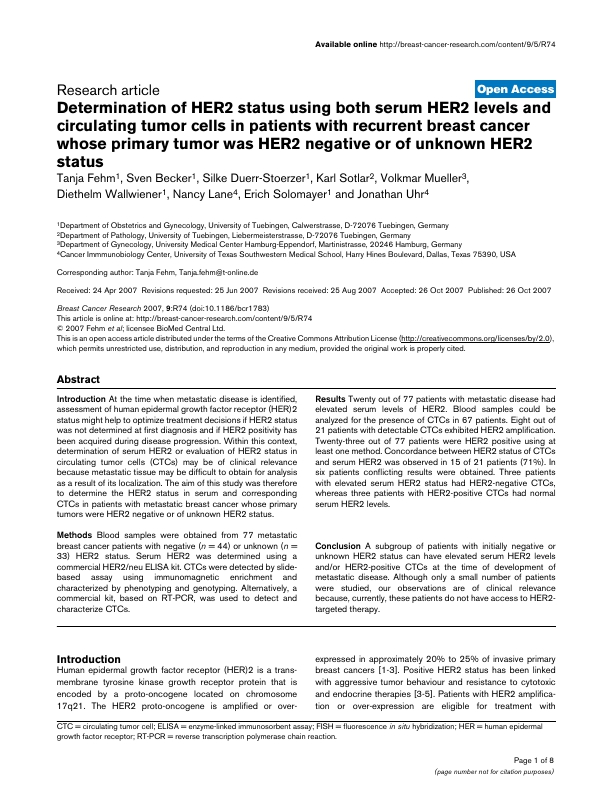 Available online http://breast-cancer-research.com/content/9/5/R74
Research article
Open Access
Determination of HER2 status using both serum HER2 levels and
circulating tumor cells in patients with recurrent breast cancer
whose primary tumor was HER2 negative or of unknown HER2
status
Tanja Fehm1, Sven Becker1, Silke Duerr-Stoerzer1, Karl Sotlar2, Volkmar Mueller3,
Diethelm Wallwiener1, Nancy Lane4, Erich Solomayer1 and Jonathan Uhr4
1Department of Obstetrics and Gynecology, University of Tuebingen, Calwerstrasse, D-72076 Tuebingen, Germany
2Department of Pathology, University of Tuebingen, Liebermeisterstrasse, D-72076 Tuebingen, Germany
3Department of Gynecology, University Medical Center Hamburg-Eppendorf, Martinistrasse, 20246 Hamburg, Germany
4Cancer Immunobiology Center, University of Texas Southwestern Medical School, Harry Hines Boulevard, Dallas, Texas 75390, USA
Corresponding author: Tanja Fehm, Tanja.fehm@t-online.de
Received: 24 Apr 2007 Revisions requested: 25 Jun 2007 Revisions received: 25 Aug 2007 Accepted: 26 Oct 2007 Published: 26 Oct 2007
Breast Cancer Research 2007, 9:R74 (doi:10.1186/bcr1783)
This article is online at: http://breast-cancer-research.com/content/9/5/R74
© 2007 Fehm et al; licensee BioMed Central Ltd.
This is an open access article distributed under the terms of the Creative Commons Attribution License (http://creativecommons.org/licenses/by/2.0),
which permits unrestricted use, distribution, and reproduction in any medium, provided the original work is properly cited.
Abstract
Introduction At the time when metastatic disease is identified,
assessment of human epidermal growth factor receptor (HER)2
status might help to optimize treatment decisions if HER2 status
was not determined at first diagnosis and if HER2 positivity has
been acquired during disease progression. Within this context,
determination of serum HER2 or evaluation of HER2 status in
circulating tumor cells (CTCs) may be of clinical relevance
because metastatic tissue may be difficult to obtain for analysis
as a result of its localization. The aim of this study was therefore
to determine the HER2 status in serum and corresponding
CTCs in patients with metastatic breast cancer whose primary
tumors were HER2 negative or of unknown HER2 status.
Methods Blood samples were obtained from 77 metastatic
breast cancer patients with negative (n = 44) or unknown (n =
33) HER2 status. Serum HER2 was determined using a
commercial HER2/neu ELISA kit. CTCs were detected by slide-
based assay using immunomagnetic enrichment and
characterized by phenotyping and genotyping. Alternatively, a
commercial kit, based on RT-PCR, was used to detect and
characterize CTCs.
Results Twenty out of 77 patients with metastatic disease had
elevated serum levels of HER2. Blood samples could be
analyzed for the presence of CTCs in 67 patients. Eight out of
21 patients with detectable CTCs exhibited HER2 amplification.
Twenty-three out of 77 patients were HER2 positive using at
least one method. Concordance between HER2 status of CTCs
and serum HER2 was observed in 15 of 21 patients (71%). In
six patients conflicting results were obtained. Three patients
with elevated serum HER2 status had HER2-negative CTCs,
whereas three patients with HER2-positive CTCs had normal
serum HER2 levels.
Conclusion A subgroup of patients with initially negative or
unknown HER2 status can have elevated serum HER2 levels
and/or HER2-positive CTCs at the time of development of
metastatic disease. Although only a small number of patients
were studied, our observations are of clinical relevance
because, currently, these patients do not have access to HER2-
targeted therapy.
Introduction
Human epidermal growth factor receptor (HER)2 is a trans-
membrane tyrosine kinase growth receptor protein that is
encoded by a proto-oncogene located on chromosome
17q21. The HER2 proto-oncogene is amplified or over-
expressed in approximately 20% to 25% of invasive primary
breast cancers [1-3]. Positive HER2 status has been linked
with aggressive tumor behaviour and resistance to cytotoxic
and endocrine therapies [3-5]. Patients with HER2 amplifica-
tion or over-expression are eligible for treatment with
CTC = circulating tumor cell; ELISA = enzyme-linked immunosorbent assay; FISH = fluorescence in situ hybridization; HER = human epidermal
growth factor receptor; RT-PCR = reverse transcription polymerase chain reaction.
Page 1 of 8
(page number not for citation purposes)